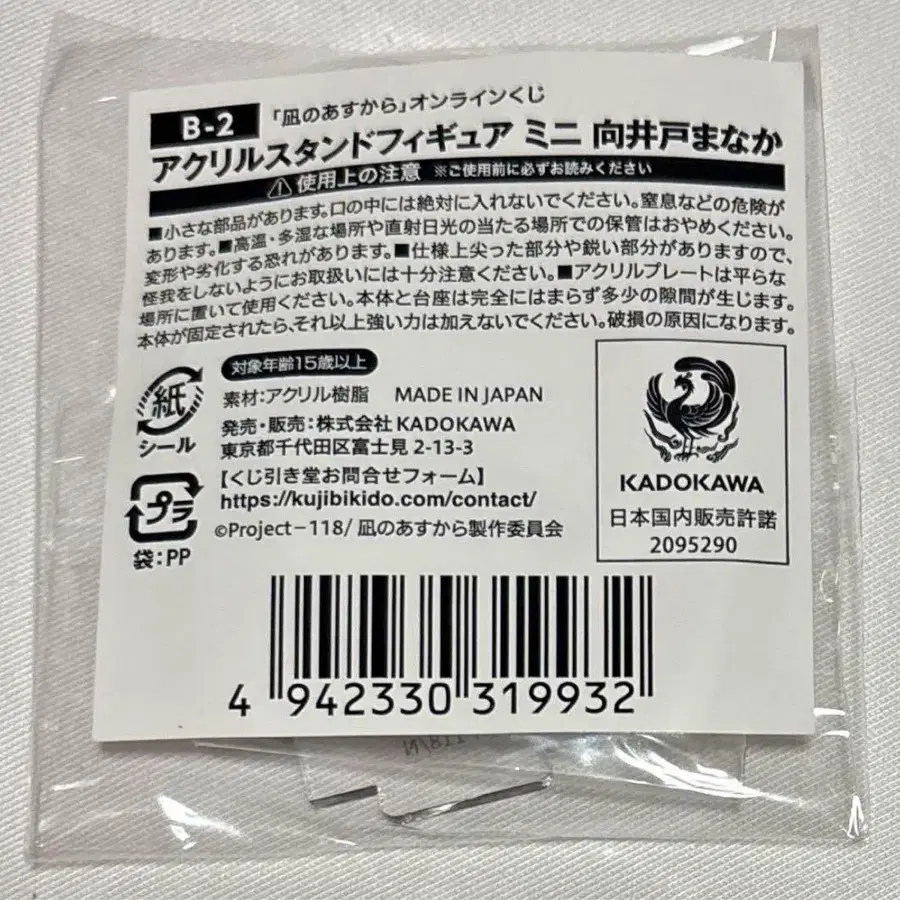 「凪のあすから」オンラインくじ
B-2
アクリルスタンドフィギュア ミニ 向井戸まなか
使用上の注意 ※ご使用前に必ずお読みください
■小さな部品があります。口の中には絶対に入れないでください。窒息などの危険が
あります。■高温・多湿な場所や直射日光の当たる場所での保管はおやめください。
変形や劣化する恐れがあります。■仕様上尖った部分や鋭い部分がありますので、
怪我をしないようにお取扱いには十分注意ください。■アクリルプレートは平らな
場所に置いて使用ください。本体と台座は完全にはまらず多少の隙間が生じます。
本体が固定されたら、それ以上強い力は加えないでください。破損の原因になります。
紙
シール
プラ
袋:PP
対象年齢15歳以上
素材:アクリル樹脂 MADE IN JAPAN
発売・販売:株式会社KADOKAWA
東京都千代田区富士見2-13-3
【くじ引き堂お問合せフォーム】
https://kujibikido.com/contact/
©Project-118/ 凪のあすから製作委員会
KADOKAWA
日本国内販売許諾
2095290
4 942330 319932